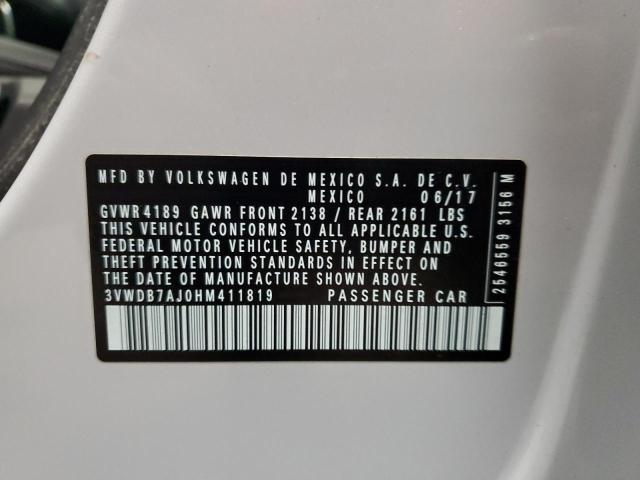 MFD BY VOLKSWAGEN DE MEXICO S.A. DE C.V.
MEXICO 06/17
GVWR 4189 GAWR FRONT 2138 / REAR 2161 LBS
THIS VEHICLE CONFORMS TO ALL APPLICABLE U.S.
FEDERAL MOTOR VEHICLE SAFETY, BUMPER AND
THEFT PREVENTION STANDARDS IN EFFECT ON
THE DATE OF MANUFACTURE SHOWN ABOVE.
3VWDB7AJ0HM411819 PASSENGER CAR
2546559 3156 M